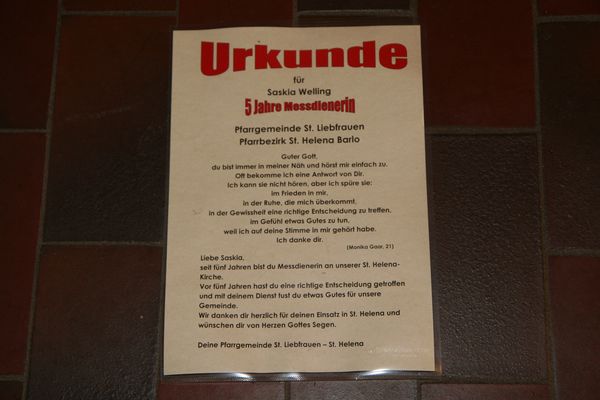 Urkunde
für
Saskia Welling
5 Jahre Messdienerin
Pfarrgemeinde St. Liebfrauen
Pfarrbezirk St. Helena Barlo
Guter Gott,
du bist immer in meiner Näh und hörst mir einfach zu.
Oft bekomme ich eine Antwort von Dir.
Ich kann sie nicht hören, aber ich spüre sie:
im Frieden in mir,
in der Ruhe, die mich überkommt,
in der Gewissheit eine richtige Entscheidung zu treffen,
im Gefühl etwas Gutes zu tun,
weil ich auf deine Stimme in mir gehört habe.
Ich danke dir.
(Monika Gaar, 21)
Liebe Saskia,
seit fünf Jahren bist du Messdienerin an unserer St. Helena-
Kirche.
Vor fünf Jahren hast du eine richtige Entscheidung getroffen
und mit deinem Dienst tust du etwas Gutes für unsere
Gemeinde.
Wir danken dir herzlich für deinen Einsatz in St. Helena und
wünschen dir von Herzen Gottes Segen.
Deine Pfarrgemeinde St. Liebfrauen – St. Helena